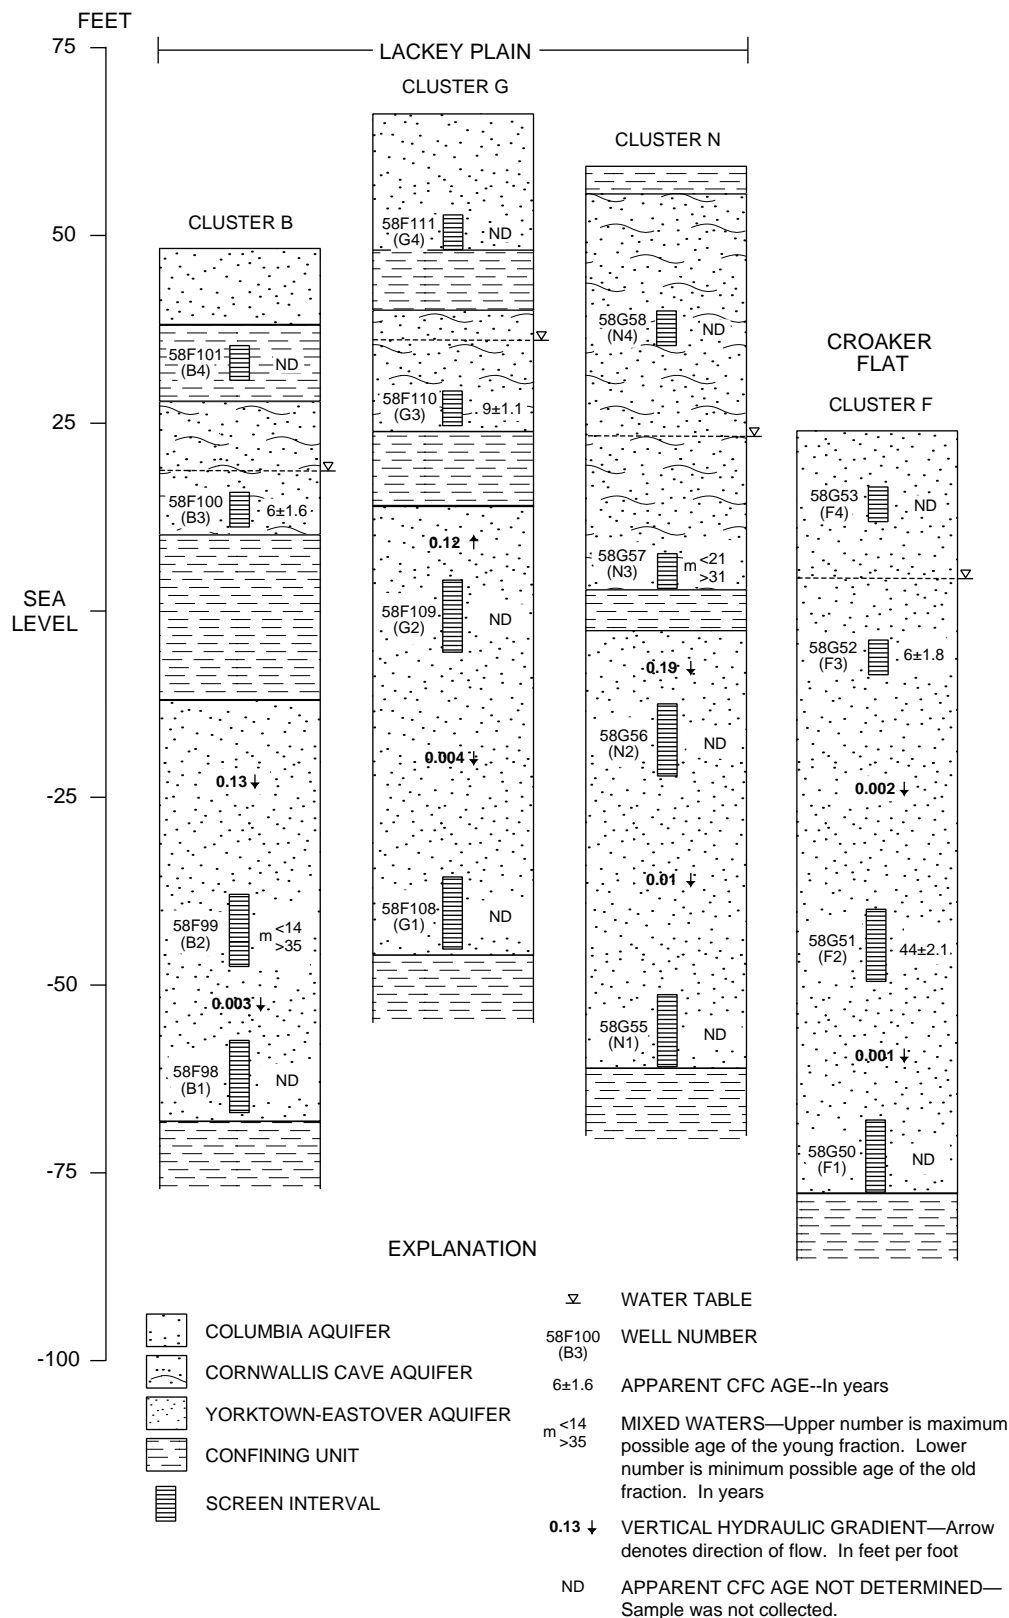 FEET
75
50
25
SEA
LEVEL
-25
-50
-75
-100
LACKEY PLAIN
CLUSTER B
58F101
(B4)
ND
58F100
(B3)
6±1.6
0.13
58F99
(B2)
m <14
>35
0.003
58F98
(B1)
ND
CLUSTER G
58F111
(G4)
ND
58F110
(G3)
9±1.1
0.12
58F109
(G2)
ND
0.004
58F108
(G1)
ND
CLUSTER N
58G58
(N4)
ND
58G57
(N3)
m <21
>31
0.19
58G56
(N2)
ND
0.01
58G55
(N1)
ND
CROAKER
FLAT
CLUSTER F
58G53
(F4)
ND
58G52
(F3)
6±1.8
0.002
58G51
(F2)
44±2.1
0.001
58G50
(F1)
ND
EXPLANATION
COLUMBIA AQUIFER
CORNWALLIS CAVE AQUIFER
YORKTOWN-EASTOVER AQUIFER
CONFINING UNIT
SCREEN INTERVAL
WATER TABLE
58F100
(B3)
WELL NUMBER
6±1.6 APPARENT CFC AGE--In years
m <14
>35
MIXED WATERS—Upper number is maximum
possible age of the young fraction. Lower
number is minimum possible age of the old
fraction. In years
0.13 VERTICAL HYDRAULIC GRADIENT—Arrow
denotes direction of flow. In feet per foot
ND APPARENT CFC AGE NOT DETERMINED—
Sample was not collected.